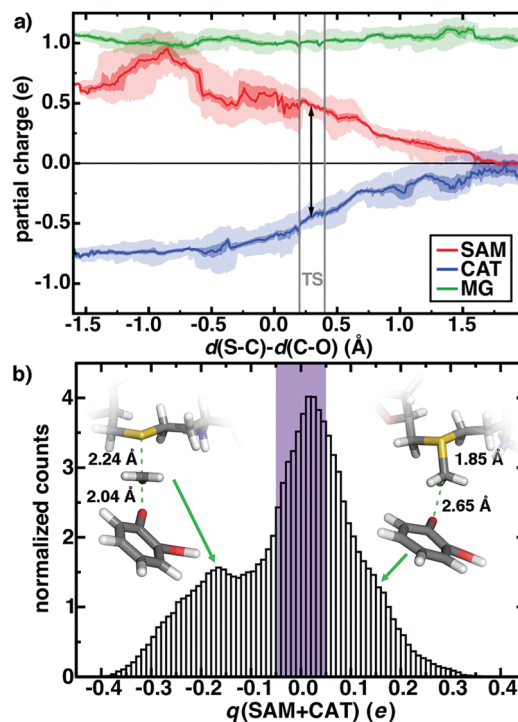 a)
partial charge (e)
1.0
0.5
0.0
-0.5
-1.0
TS
SAM
CAT
MG
-1.5 -1.0 -0.5 0.0 0.5 1.0 1.5
d(S-C)-d(C-O) (Å)
b)
normalized counts
4
3
2
1
0
2.24 Å
2.04 Å
1.85 Å
2.65 Å
-0.4 -0.3 -0.2 -0.1 0.0 0.1 0.2 0.3 0.4
q(SAM+CAT) (e)